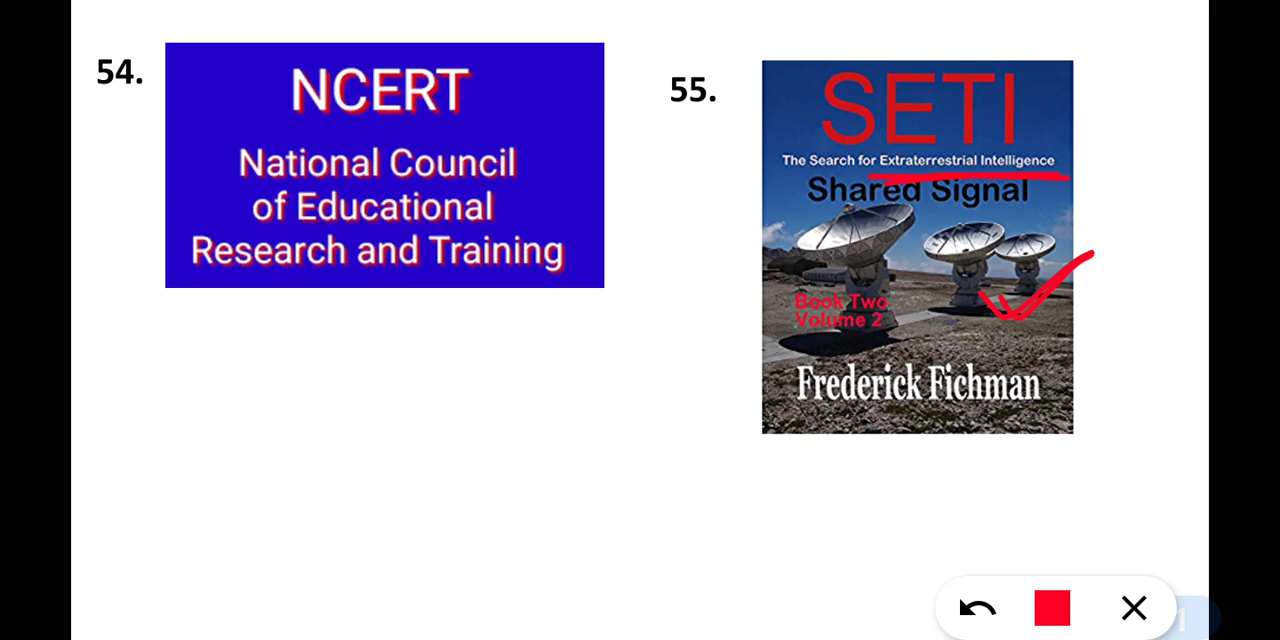 54.
NCERT
National Council
of Educational
Research and Training
55.
SETI
The Search for Extraterrestrial Intelligence
Shared Signal
Book Two
Volume 2
Frederick Fichman
1